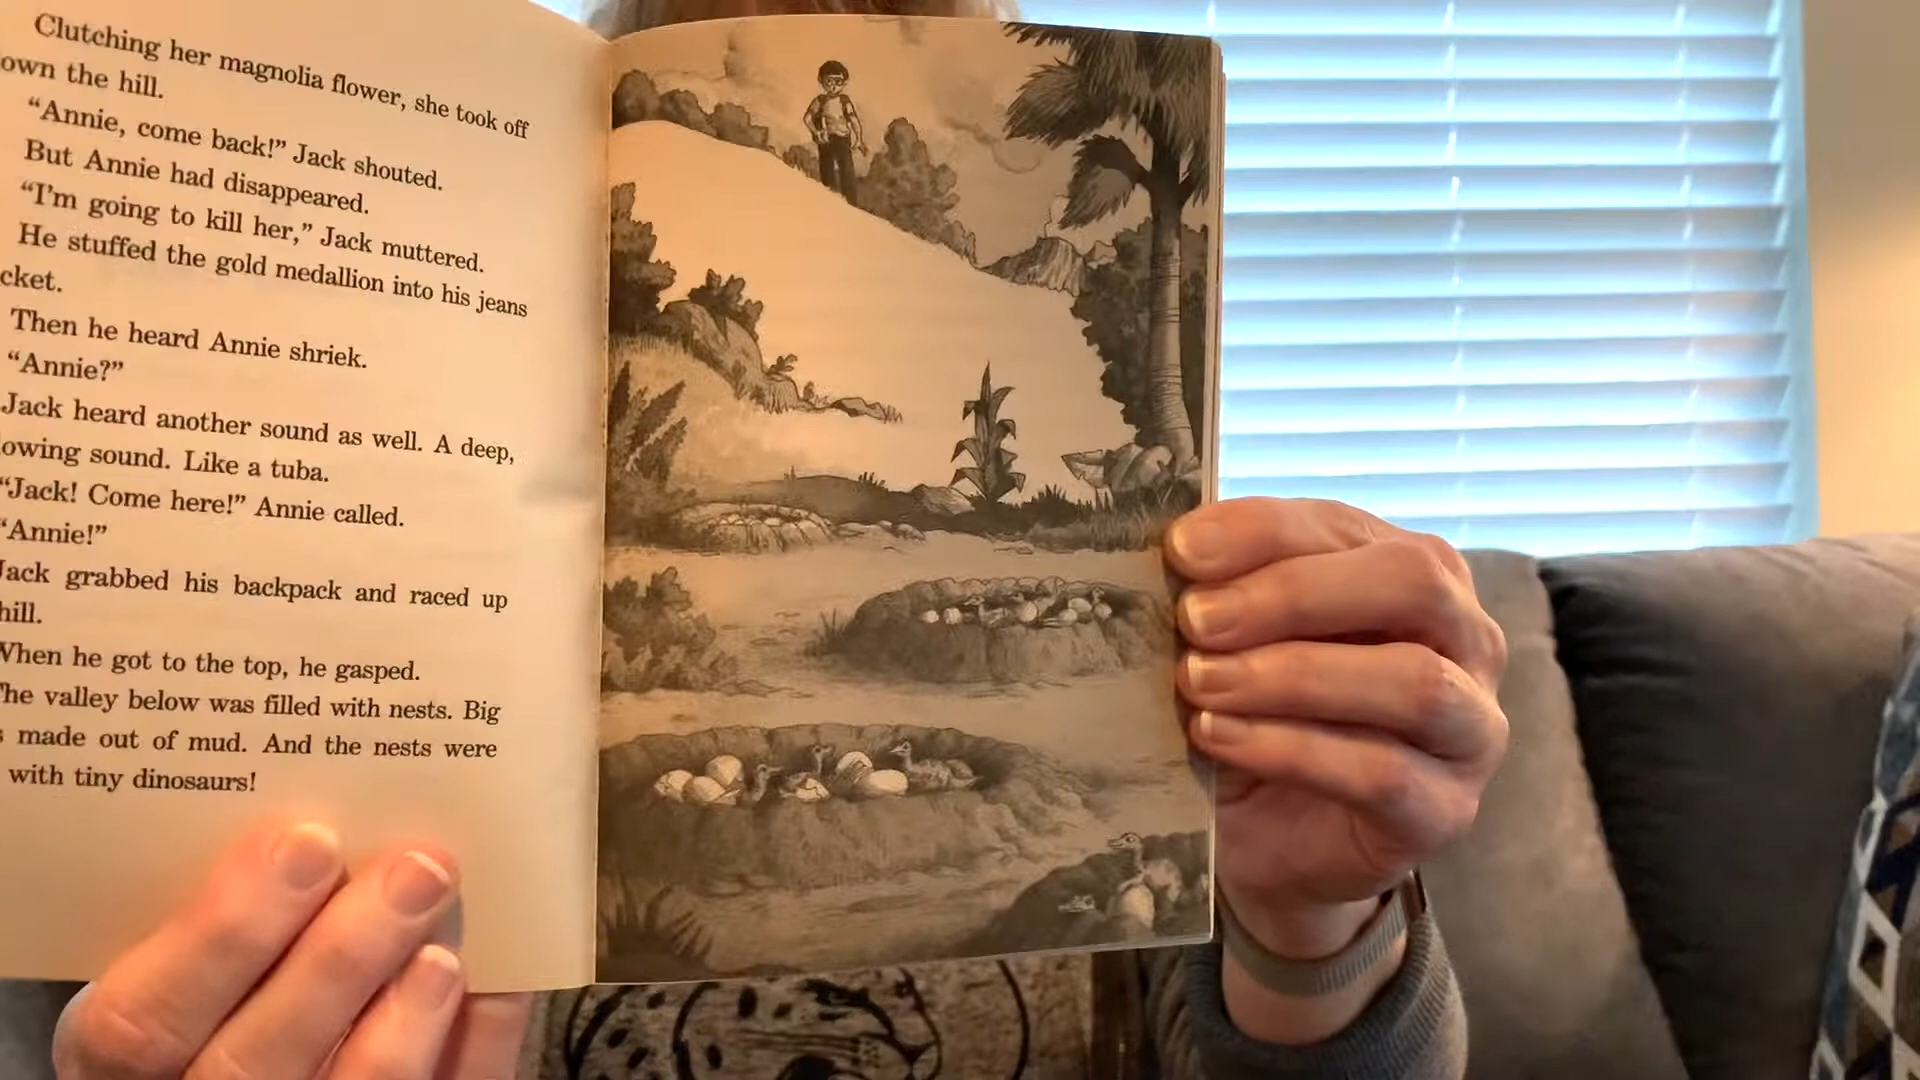 Clutching her magnolia flower, she took off
own the hill.
“Annie, come back!” Jack shouted.
But Annie had disappeared.
“I’m going to kill her,” Jack muttered.
He stuffed the gold medallion into his jeans
cket.
Then he heard Annie shriek.
“Annie?”
Jack heard another sound as well. A deep,
lowing sound. Like a tuba.
“Jack! Come here!” Annie called.
“Annie!”
Jack grabbed his backpack and raced up
hill.
When he got to the top, he gasped.
The valley below was filled with nests. Big
s made out of mud. And the nests were
with tiny dinosaurs!